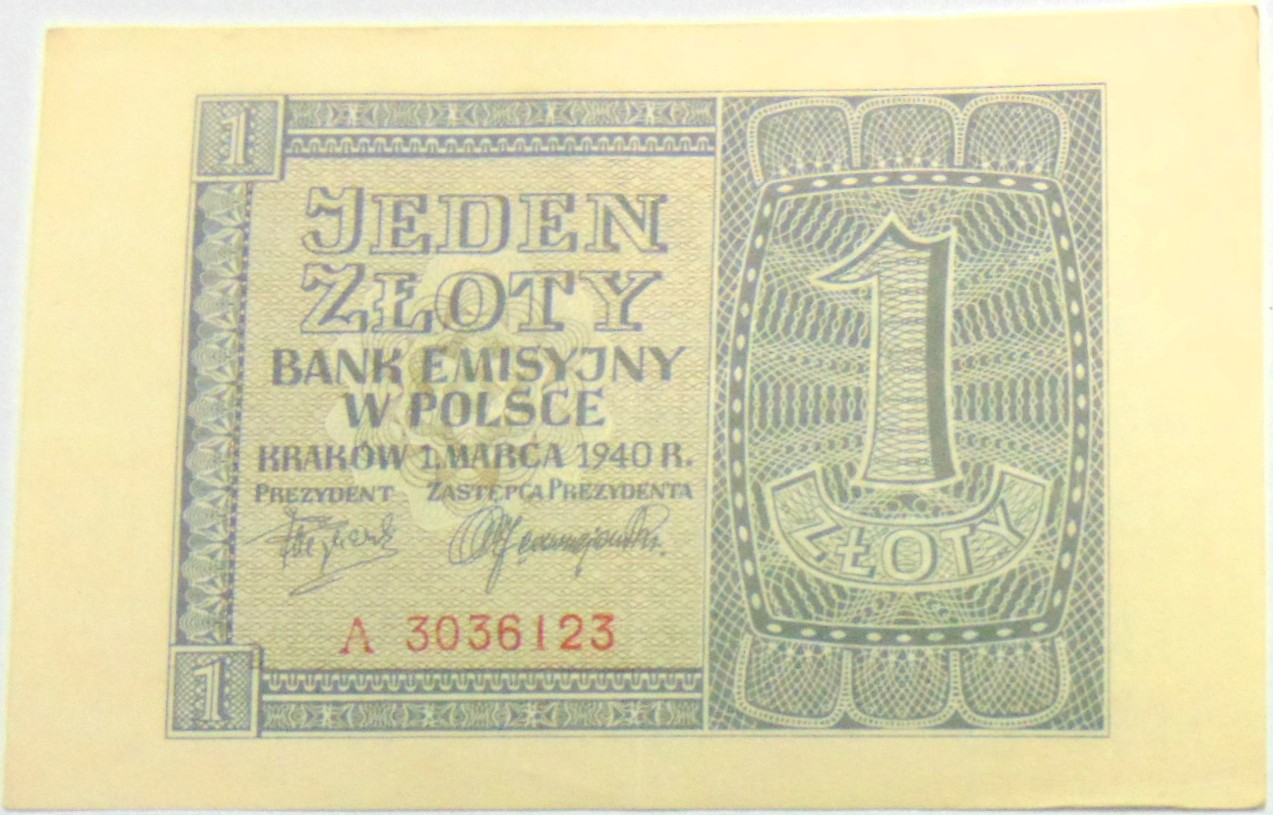 1
JEDEN
ZŁOTY
BANK EMISYJNY
W POLSCE
KRAKÓW 1. MARCA 1940 R.
PREZYDENT ZASTĘPCA PREZYDENTA
A 3036123
1
1
ZŁOTY